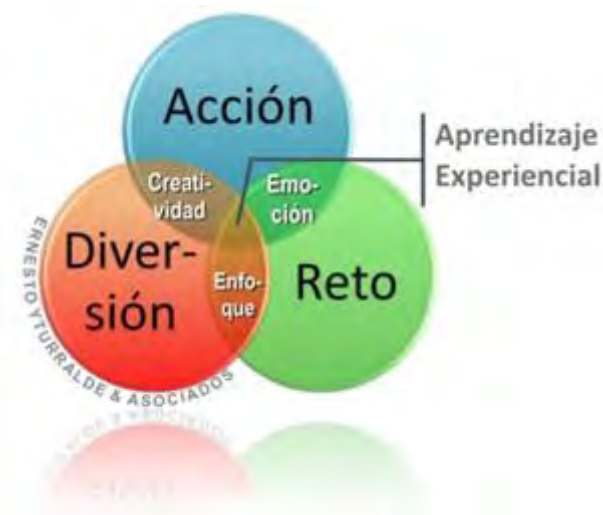 Acción
Aprendizaje
Experiencial
Creati-
vidad
Emo-
ción
Diver-
sión
Enfo-
que
Reto
ERNESTO YTURRALDE & ASOCIADOS